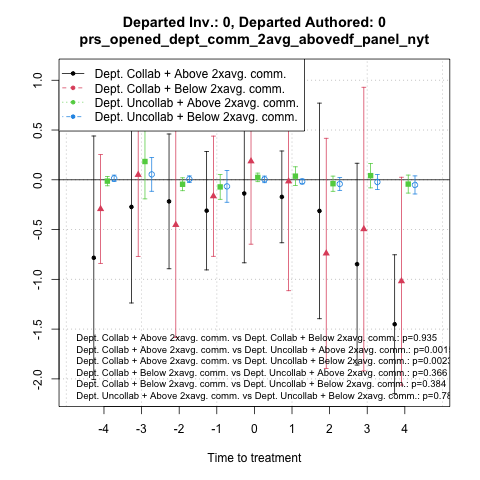 Departed Inv.: 0, Departed Authored: 0
prs_opened_dept_comm_2avg_abovedf_panel_nyt
Dept. Collab + Above 2xavg. comm.
Dept. Collab + Below 2xavg. comm.
Dept. Uncollab + Above 2xavg. comm.
Dept. Uncollab + Below 2xavg. comm.
1.0
0.5
0.0
-0.5
-1.0
-1.5
-2.0
Dept. Collab + Above 2xavg. comm. vs Dept. Collab + Below 2xavg. comm.: p=0.935
Dept. Collab + Above 2xavg. comm. vs Dept. Uncollab + Above 2xavg. comm.: p=0.001
Dept. Collab + Above 2xavg. comm. vs Dept. Uncollab + Below 2xavg. comm.: p=0.002
Dept. Collab + Below 2xavg. comm. vs Dept. Uncollab + Above 2xavg. comm.: p=0.366
Dept. Collab + Below 2xavg. comm. vs Dept. Uncollab + Below 2xavg. comm.: p=0.384
Dept. Uncollab + Above 2xavg. comm. vs Dept. Uncollab + Below 2xavg. comm.: p=0.78
-4 -3 -2 -1 0 1 2 3 4
Time to treatment